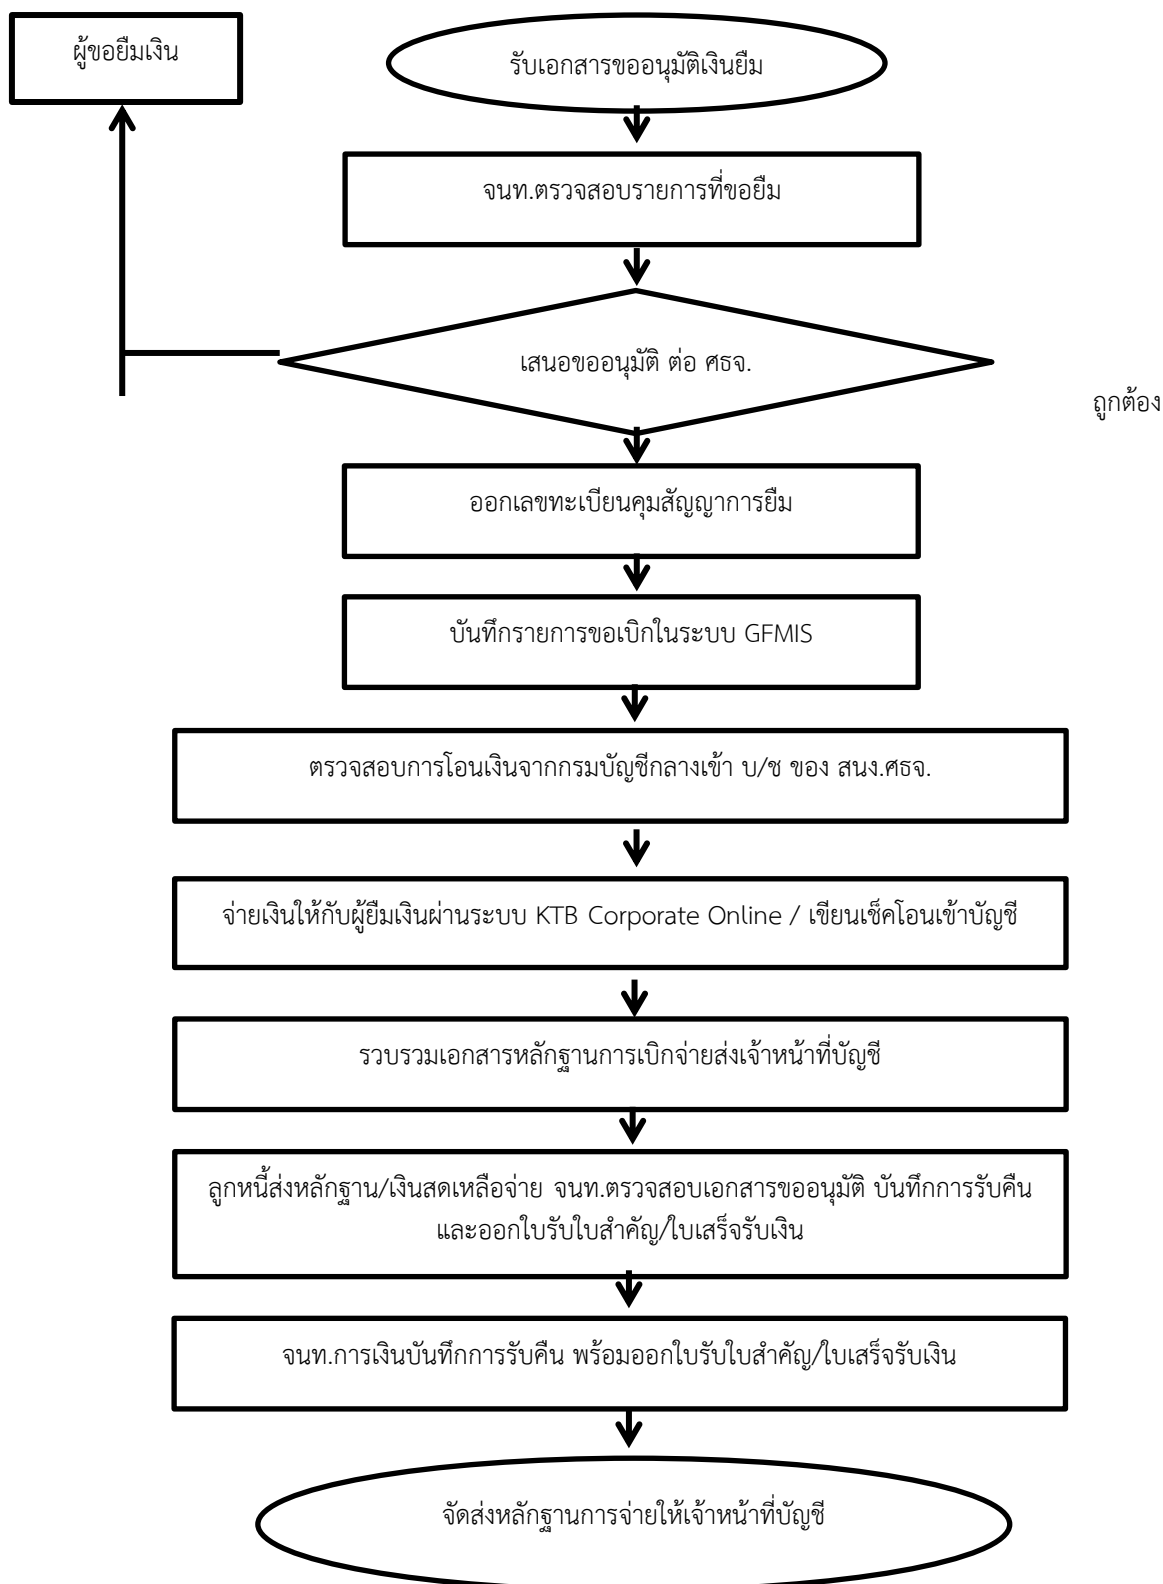 ผู้ขอยืมเงิน
รับเอกสารขออนุมัติเงินยืม
จนท.ตรวจสอบรายการที่ขอยืม
เสนอขออนุมัติ ต่อ ศธจ.
ถูกต้อง
ออกเลขทะเบียนคุมสัญญาการยืม
บันทึกรายการขอเบิกในระบบ GFMIS
ตรวจสอบการโอนเงินจากกรมบัญชีกลางเข้า บ/ช ของ สนง.ศธจ.
จ่ายเงินให้กับผู้ยืมเงินผ่านระบบ KTB Corporate Online / เขียนเช็คโอนเข้าบัญชี
รวบรวมเอกสารหลักฐานการเบิกจ่ายส่งเจ้าหน้าที่บัญชี
ลูกหนี้ส่งหลักฐาน/เงินสดเหลือจ่าย จนท.ตรวจสอบเอกสารขออนุมัติ บันทึกการรับคืน
และออกใบรับใบสำคัญ/ใบเสร็จรับเงิน
จนท.การเงินบันทึกการรับคืน พร้อมออกใบรับใบสำคัญ/ใบเสร็จรับเงิน
จัดส่งหลักฐานการจ่ายให้เจ้าหน้าที่บัญชี